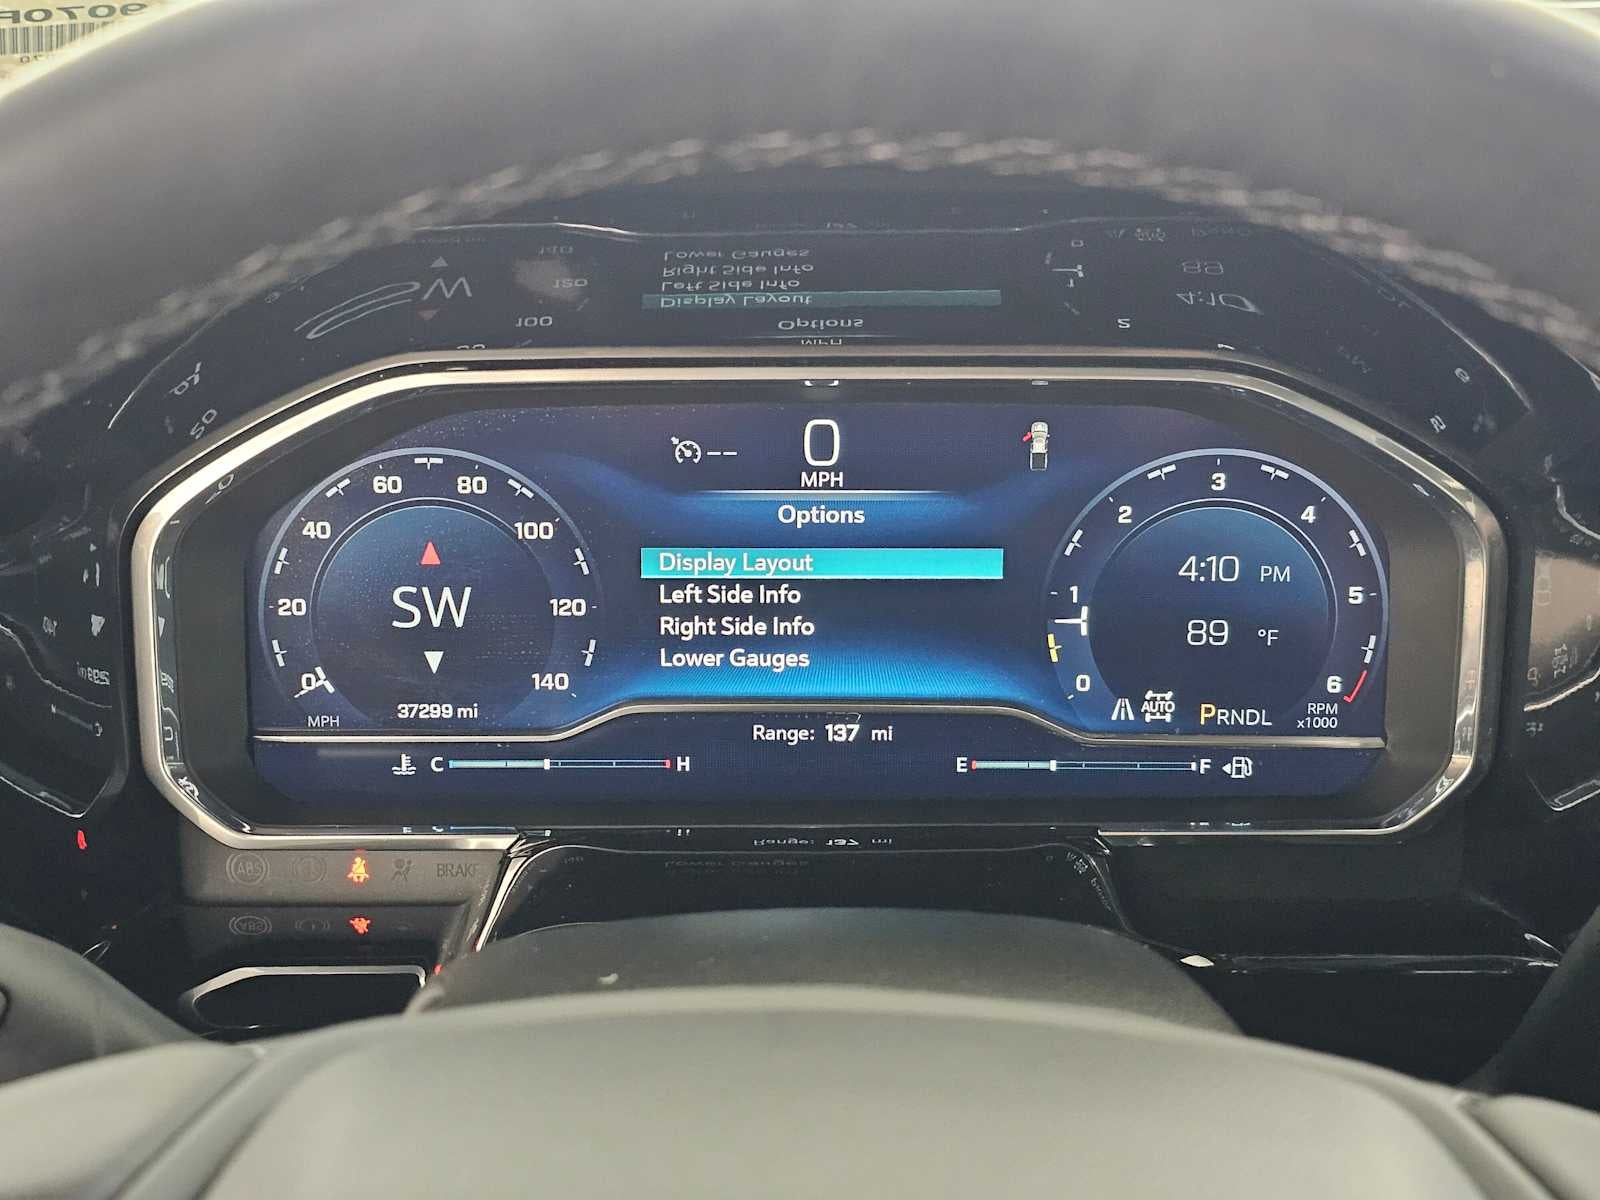 9070P
0
MPH
Options
Display Layout
Left Side Info
Right Side Info
Lower Gauges
0
20
40
60
80
100
120
140
MPH
SW
37299 mi
0
1
2
3
4
5
6
RPM
x1000
4:10 PM
89 °F
AUTO
PRNDL
Range: 137 mi
C H
E F
ABS
BRAKE